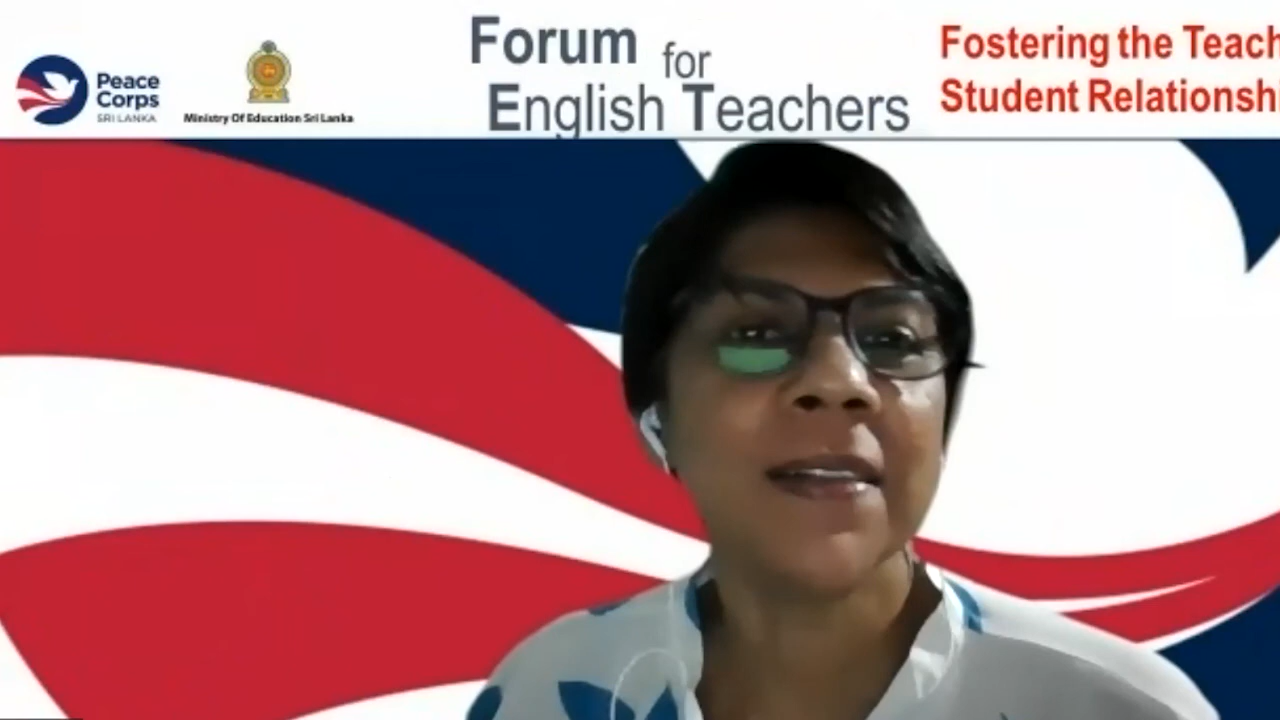 Peace
Corps
SRI LANKA
Ministry Of Education Sri Lanka
Forum for
English Teachers
Fostering the Teach
Student Relationshi